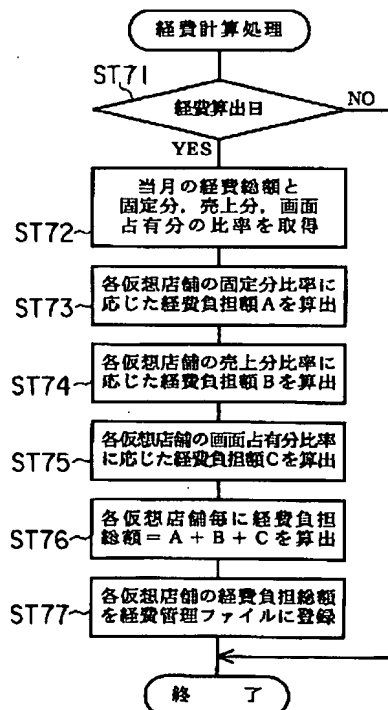 経費計算処理
ST71
経費算出日
NO
YES
当月の経費総額と
固定分,売上分,画面
占有分の比率を取得
ST72
各仮想店舗の固定分比率に
応じた経費負担額Aを算出
ST73
各仮想店舗の売上分比率に
応じた経費負担額Bを算出
ST74
各仮想店舗の画面占有分比率
に応じた経費負担額Cを算出
ST75
各仮想店舗毎に経費負担
総額=A+B+Cを算出
ST76
各仮想店舗の経費負担総額
を経費管理ファイルに登録
ST77
終 了